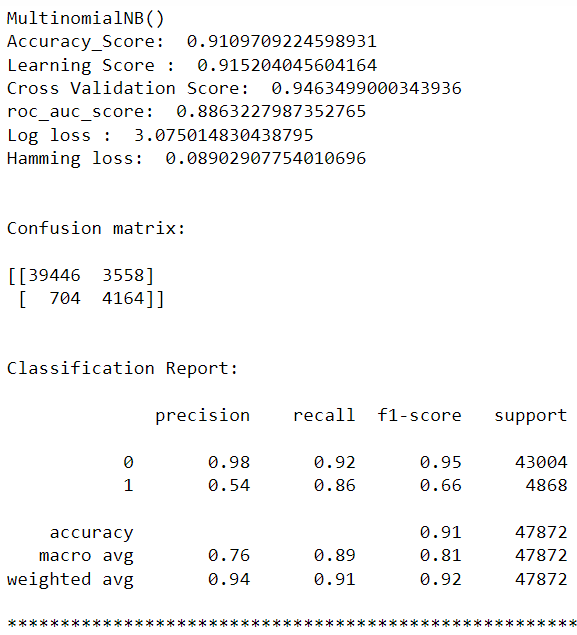 MultinomialNB()
Accuracy_Score:  0.9109709224598931
Learning Score :  0.915204045604164
Cross Validation Score:  0.9463499000343936
roc_auc_score:  0.8863227987352765
Log loss :  3.075014830438795
Hamming loss:  0.08902907754010696
Confusion matrix:
[[39446  3558]
 [  704  4164]]
Classification Report:
              precision    recall  f1-score   support
           0       0.98      0.92      0.95     43004
           1       0.54      0.86      0.66      4868
    accuracy                           0.91     47872
   macro avg       0.76      0.89      0.81     47872
weighted avg       0.94      0.91      0.92     47872
******************************************************